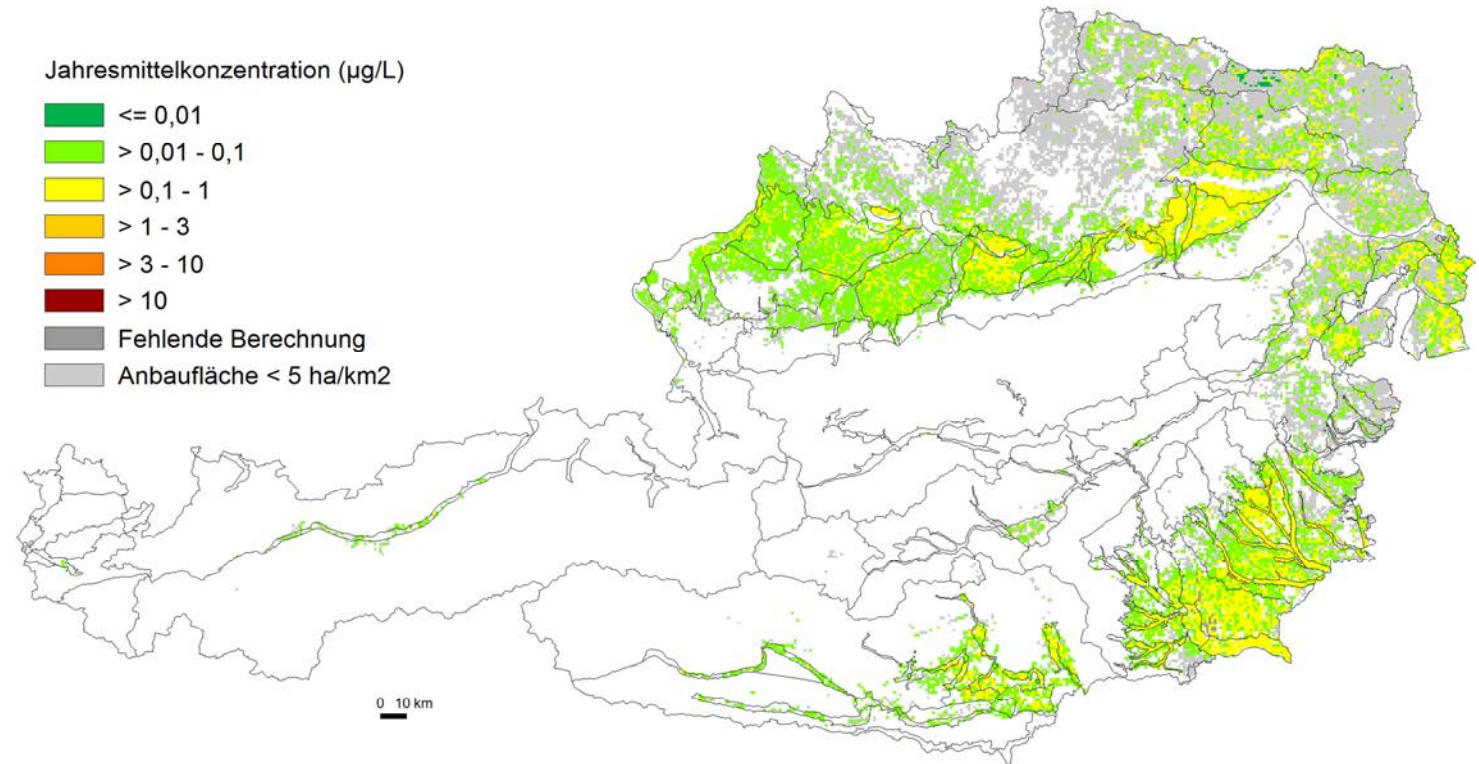 Jahresmittelkonzentration (µg/L)
<= 0,01
> 0,01 - 0,1
> 0,1 - 1
> 1 - 3
> 3 - 10
> 10
Fehlende Berechnung
Anbaufläche < 5 ha/km2
0 10 km